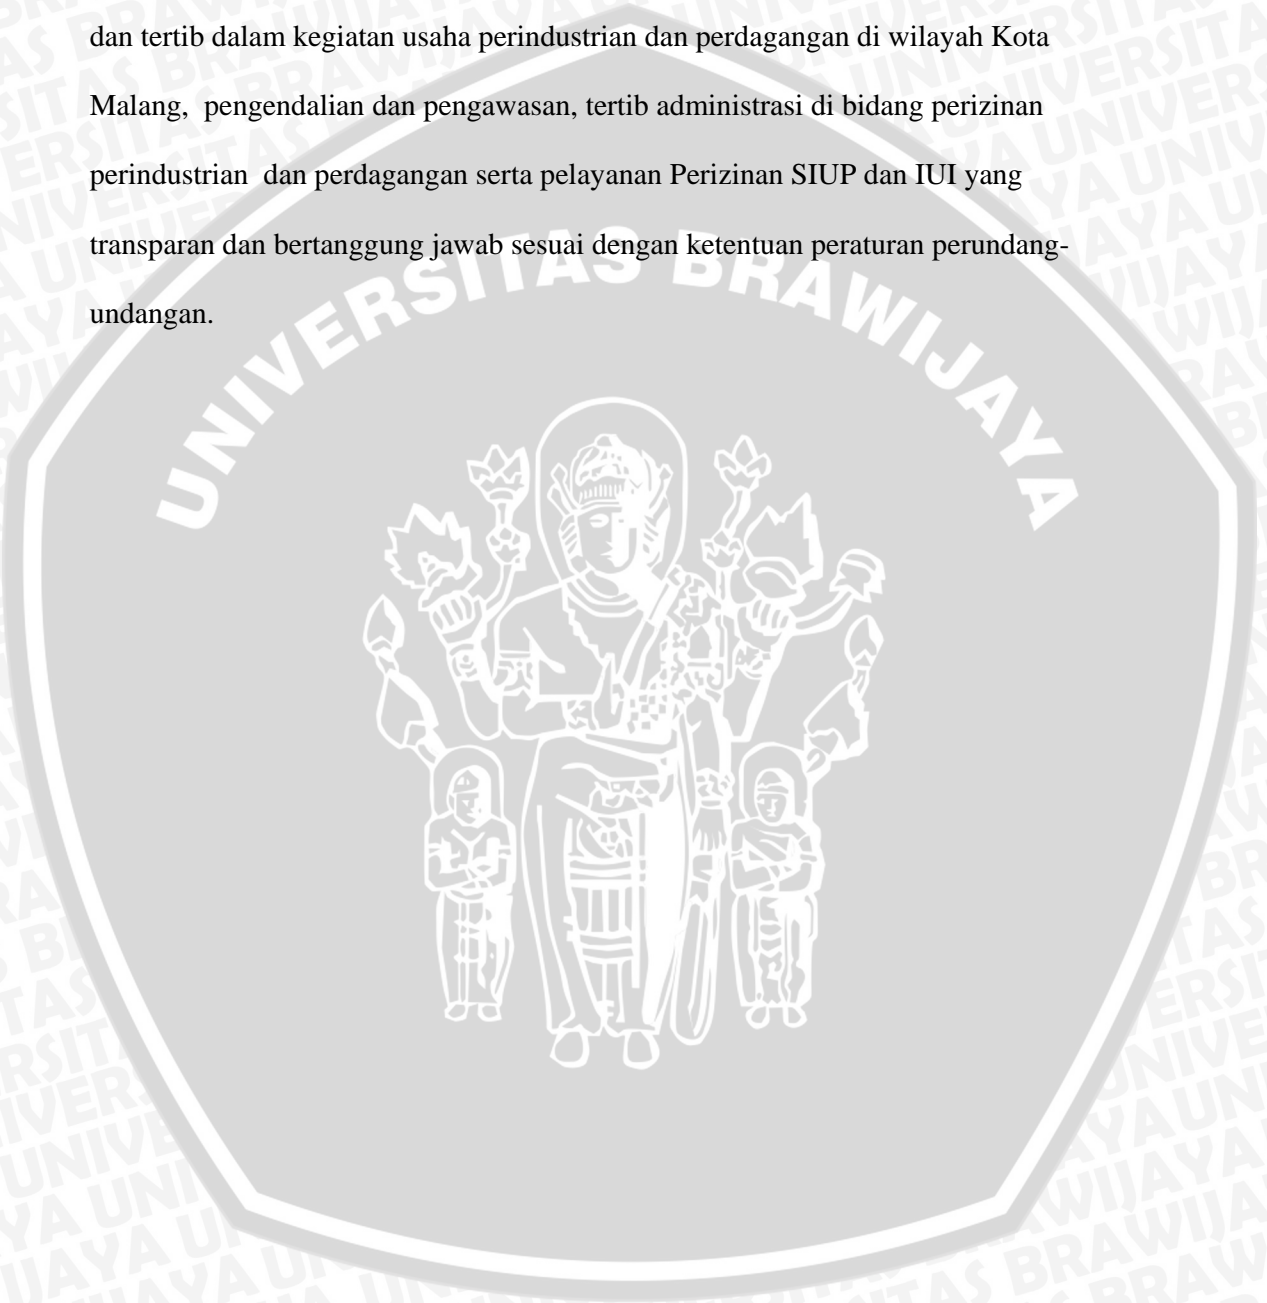 dan tertib dalam kegiatan usaha perindustrian dan perdagangan di wilayah Kota
Malang, pengendalian dan pengawasan, tertib administrasi di bidang perizinan
perindustrian dan perdagangan serta pelayanan Perizinan SIUP dan IUI yang
transparan dan bertanggung jawab sesuai dengan ketentuan peraturan perundang-
undangan.
UNIVERSITAS BRAWIJAYA